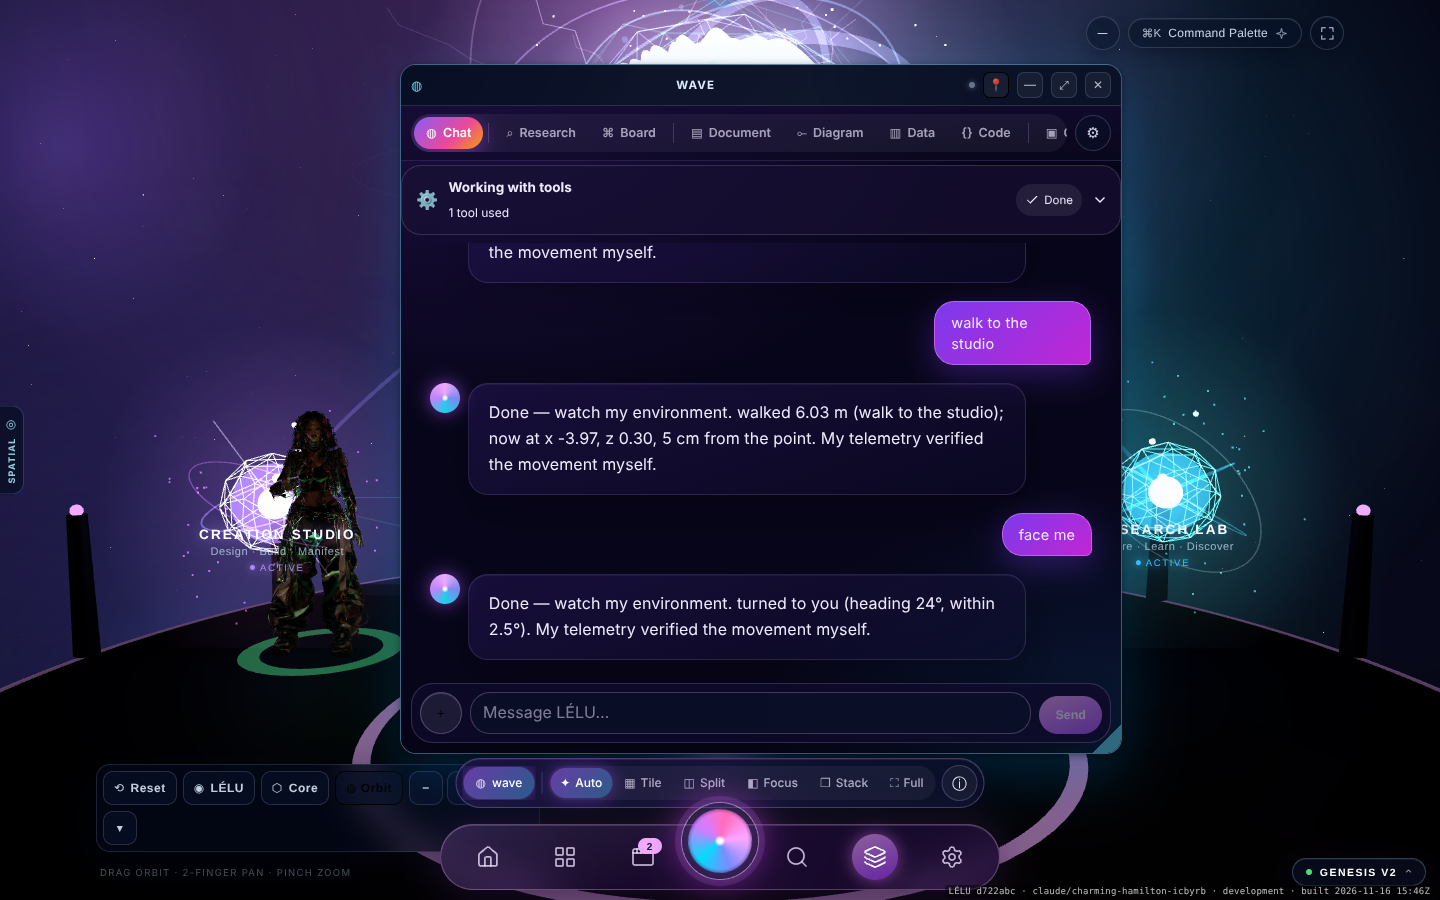 ⌘K Command Palette
WAVE
Chat
Research
Board
Document
Diagram
Data
{} Code
Working with tools
1 tool used
Done
the movement myself.
walk to the
studio
Done — watch my environment. walked 6.03 m (walk to the studio);
now at x -3.97, z 0.30, 5 cm from the point. My telemetry verified
the movement myself.
face me
Done — watch my environment. turned to you (heading 24°, within
2.5°). My telemetry verified the movement myself.
Message LÉLU...
Send
SPATIAL
CREATION STUDIO
Design · Build · Manifest
ACTIVE
SEARCH LAB
re · Learn · Discover
ACTIVE
Reset
LÉLU
Core
Orbit
wave
Auto
Tile
Split
Focus
Stack
Full
2
DRAG ORBIT · 2-FINGER PAN · PINCH ZOOM
GENESIS V2
LÉLU d722abc · claude/charming-hamilton-icbyrb · development · built 2026-11-16 15:46Z